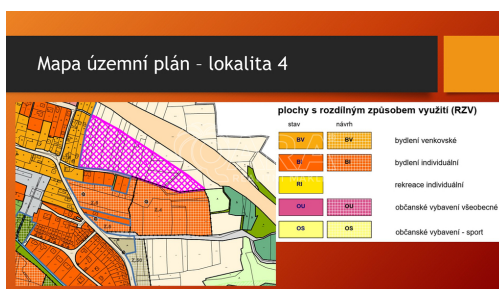 Mapa územní plán – lokalita 4
plochy s rozdílným způsobem využití (RZV)
stav návrh
BV BV bydlení venkovské
BI BI bydlení individuální
RI rekreace individuální
OU OU občanské vybavení všeobecné
OS OS občanské vybavení - sport